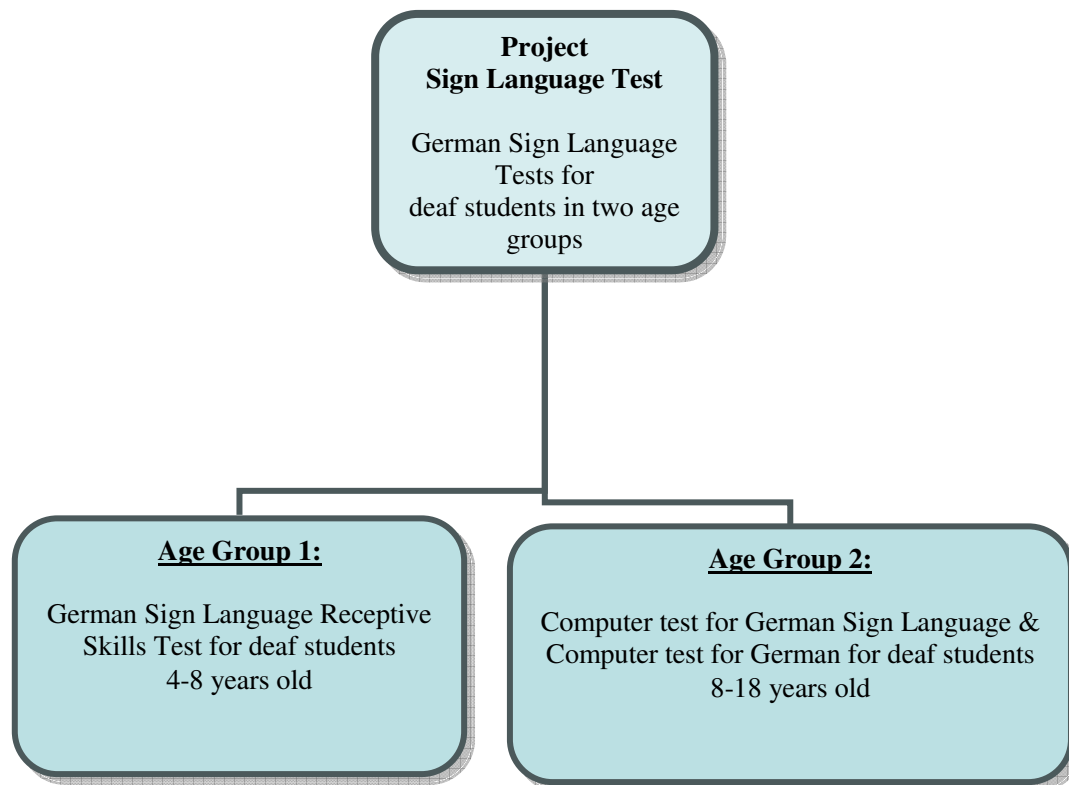 Project
Sign Language Test
German Sign Language
Tests for
deaf students in two age
groups
Age Group 1:
German Sign Language Receptive
Skills Test for deaf students
4-8 years old
Age Group 2:
Computer test for German Sign Language &
Computer test for German for deaf students
8-18 years old